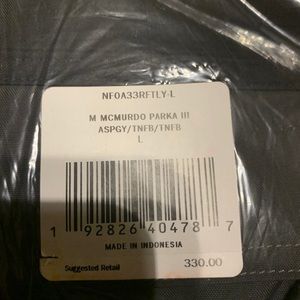 NF0A33RFTLY-L
M MCMURDO PARKA III
ASPGY/TNFB/TNFB
L
1 92826 40478 7
MADE IN INDONESIA
Suggested Retail 330.00